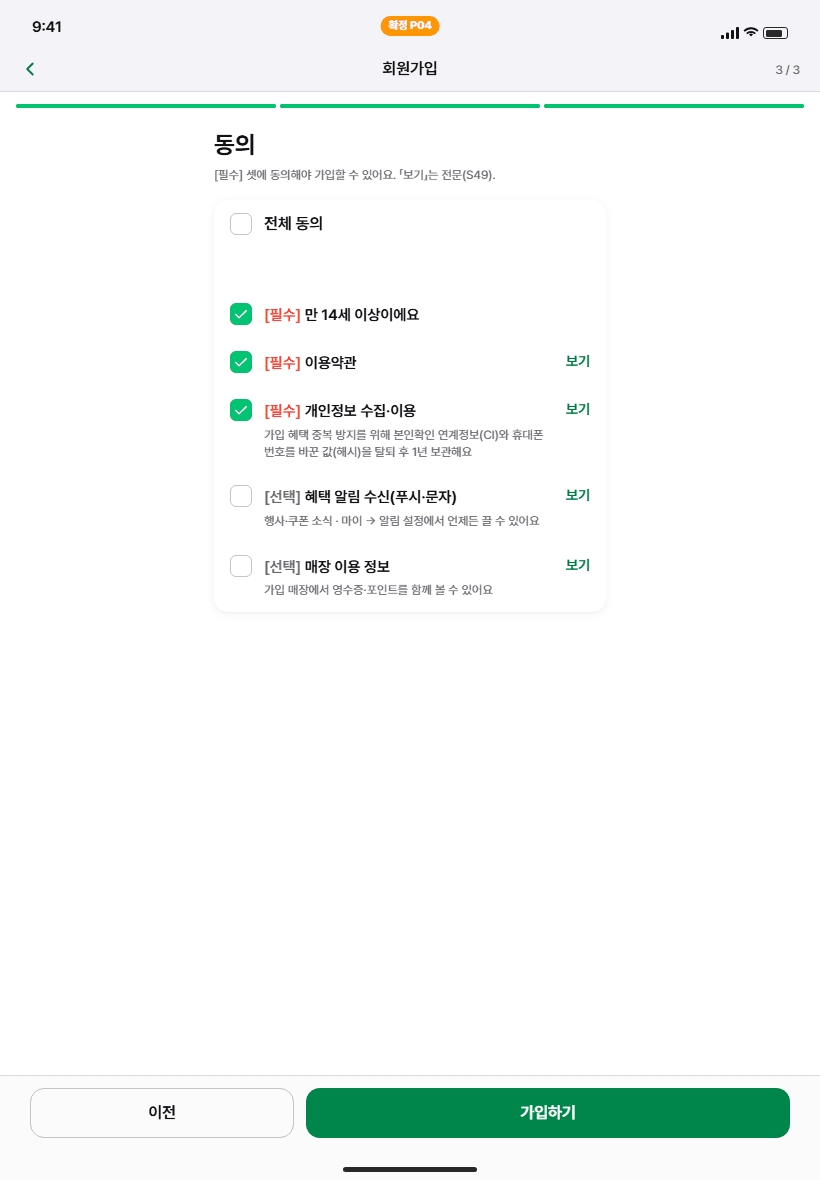 9:41
확정 P04
회원가입
3 / 3
동의
[필수] 셋에 동의해야 가입할 수 있어요. 「보기」는 전문(S49).
전체 동의
[필수] 만 14세 이상이에요
[필수] 이용약관
보기
[필수] 개인정보 수집·이용
보기
가입 혜택 중복 방지를 위해 본인확인 연계정보(CI)와 휴대폰
번호를 바꾼 값(해시)을 탈퇴 후 1년 보관해요
[선택] 혜택 알림 수신(푸시·문자)
보기
행사·쿠폰 소식 · 마이 → 알림 설정에서 언제든 끌 수 있어요
[선택] 매장 이용 정보
보기
가입 매장에서 영수증·포인트를 함께 볼 수 있어요
이전
가입하기